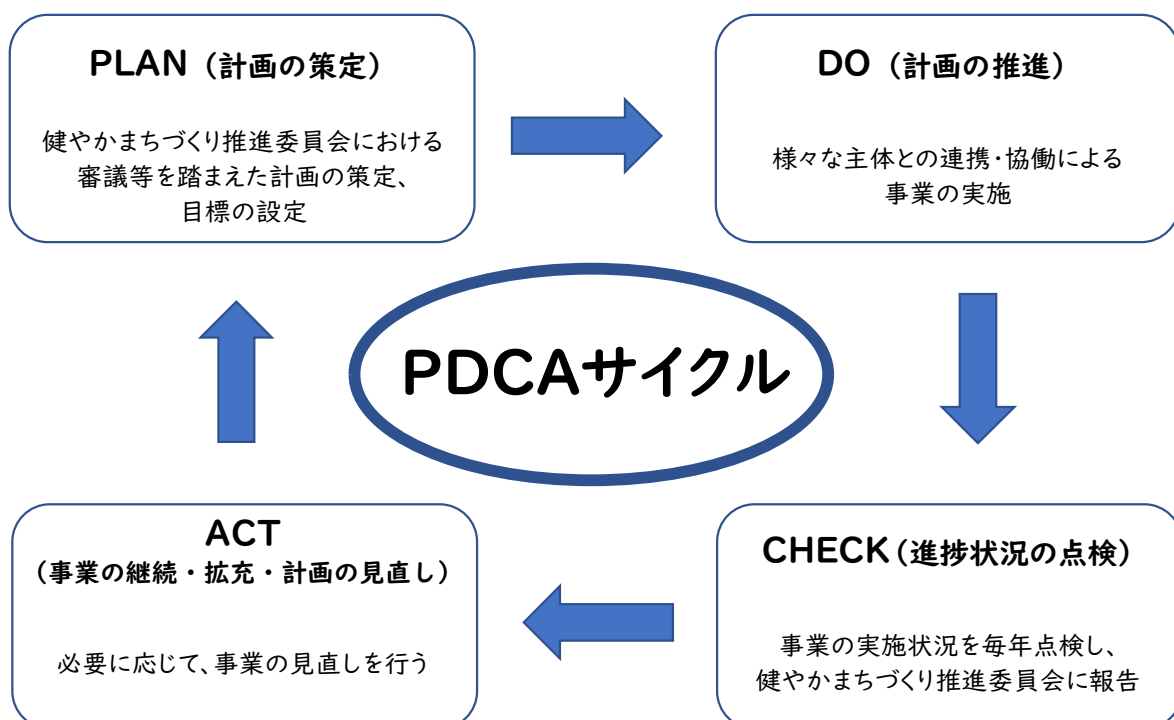 PLAN（計画の策定）
健やかまちづくり推進委員会における
審議等を踏まえた計画の策定、
目標の設定
DO（計画の推進）
様々な主体との連携・協働による
事業の実施
PDCAサイクル
ACT
（事業の継続・拡充・計画の見直し）
必要に応じて、事業の見直しを行う
CHECK（進捗状況の点検）
事業の実施状況を毎年点検し、
健やかまちづくり推進委員会に報告